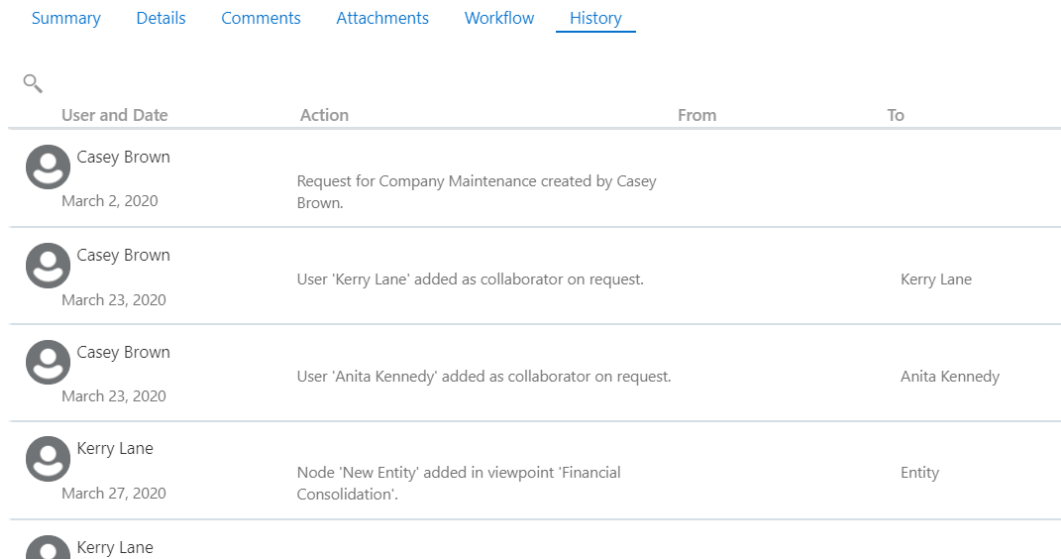 Summary Details Comments Attachments Workflow History
User and Date Action From To
Casey Brown
March 2, 2020
Request for Company Maintenance created by Casey
Brown.
Casey Brown
March 23, 2020
User 'Kerry Lane' added as collaborator on request.
Kerry Lane
Casey Brown
March 23, 2020
User 'Anita Kennedy' added as collaborator on request.
Anita Kennedy
Kerry Lane
March 27, 2020
Node 'New Entity' added in viewpoint 'Financial
Consolidation'.
Entity
Kerry Lane